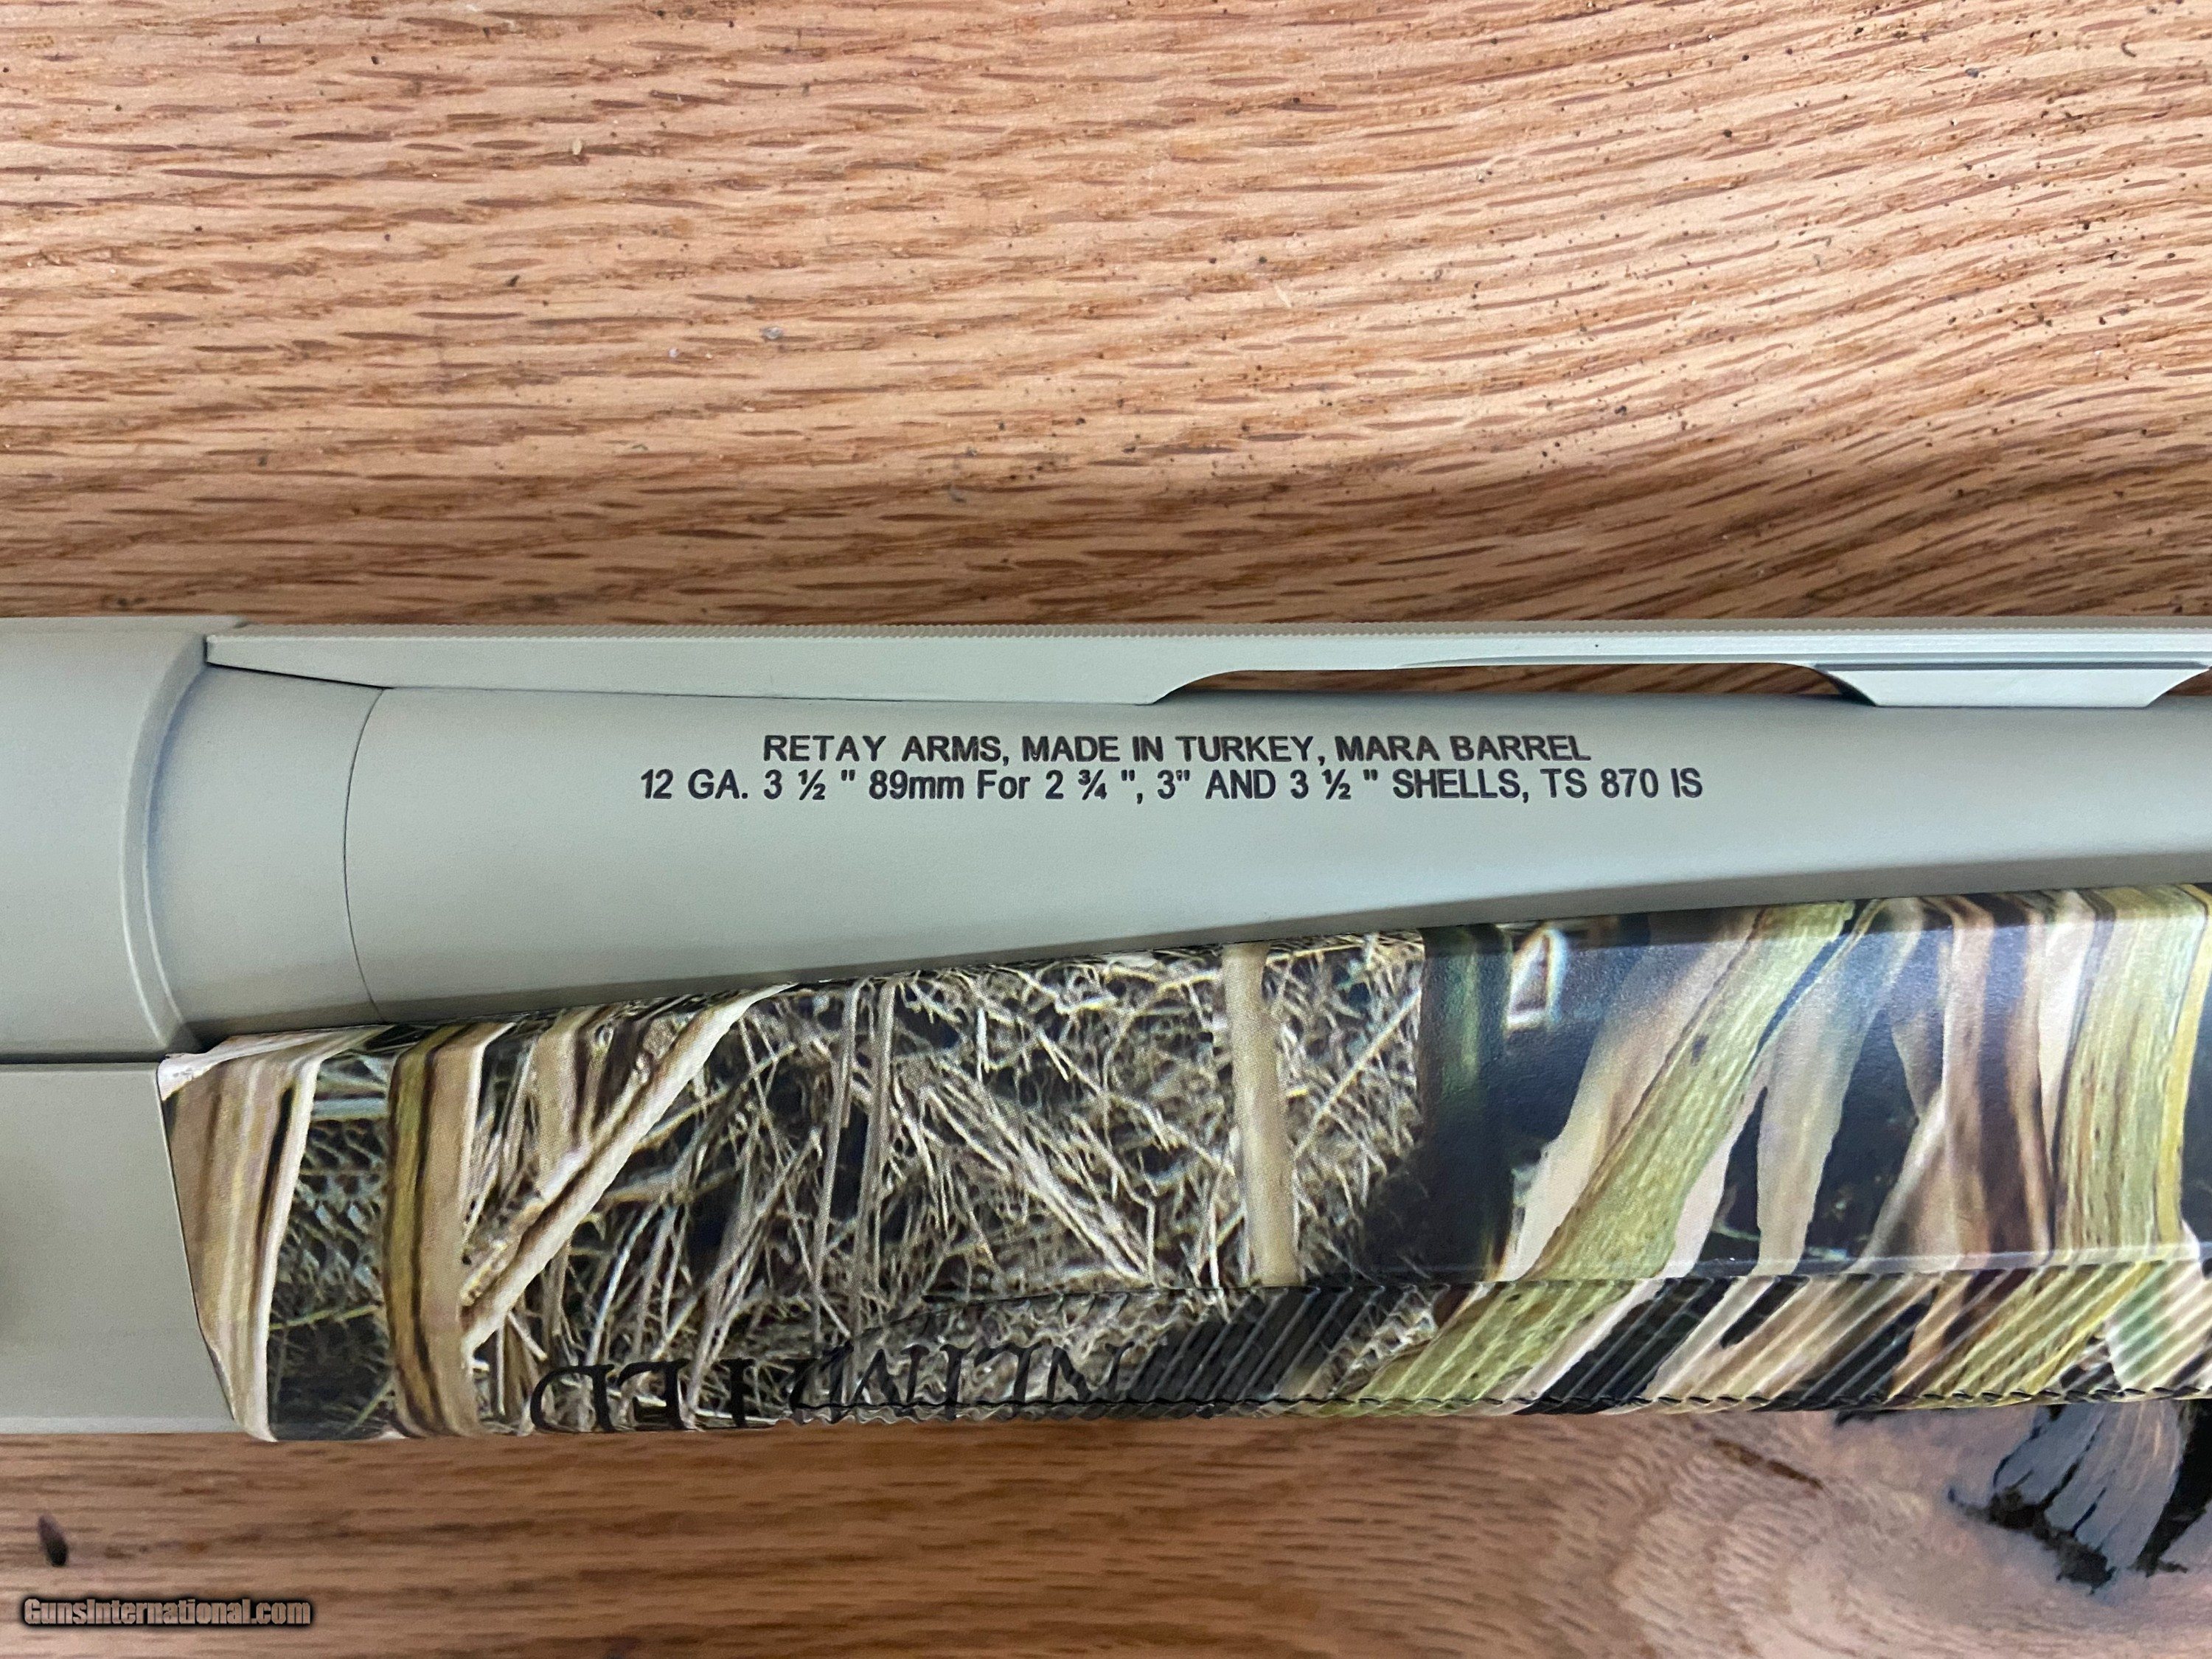 RETAY ARMS, MADE IN TURKEY, MARA BARREL
12 GA. 3 ½ " 89mm For 2 ¾ ", 3" AND 3 ½ " SHELLS, TS 870 IS
GunsInternational.com